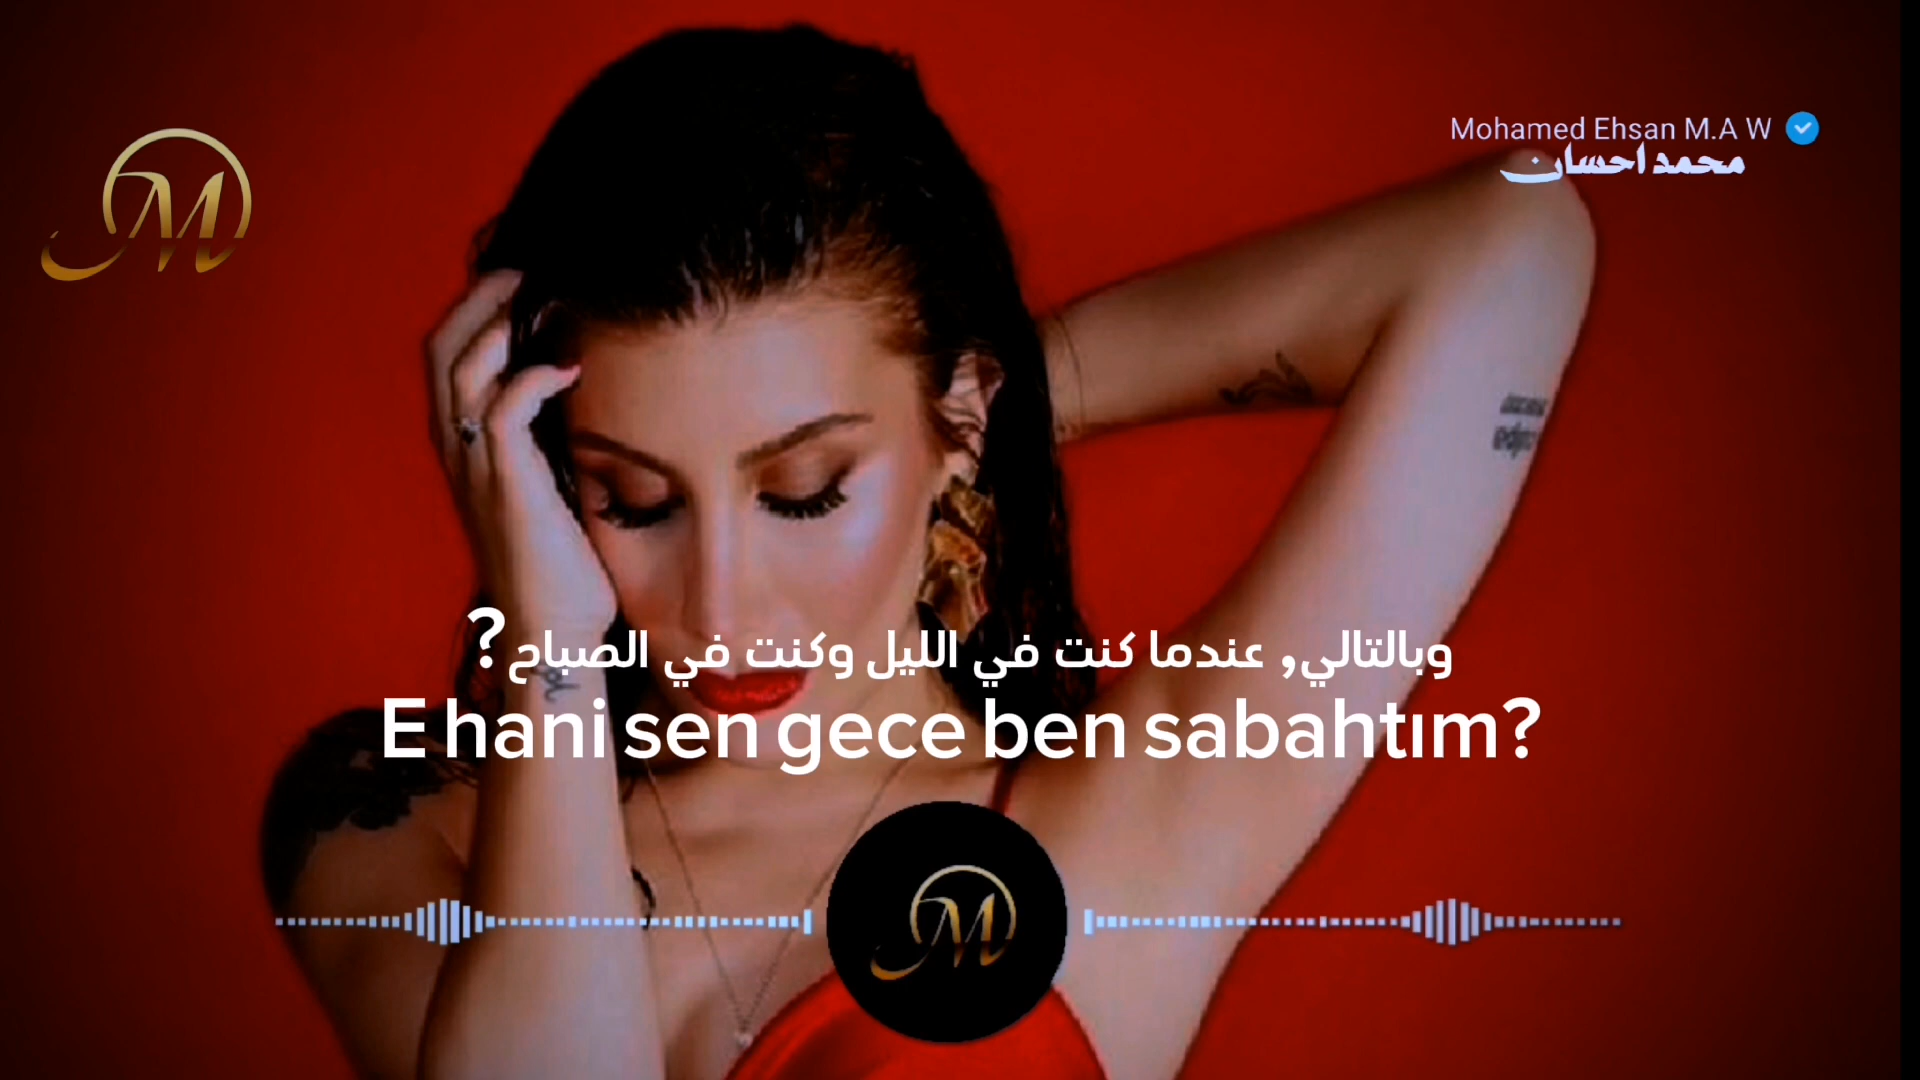 Mohamed Ehsan M.A W
محمد احسان
M
وبالتالي, عندما كنت في الليل وكنت في الصباح?
E hani sen gece ben sabahtım?
M